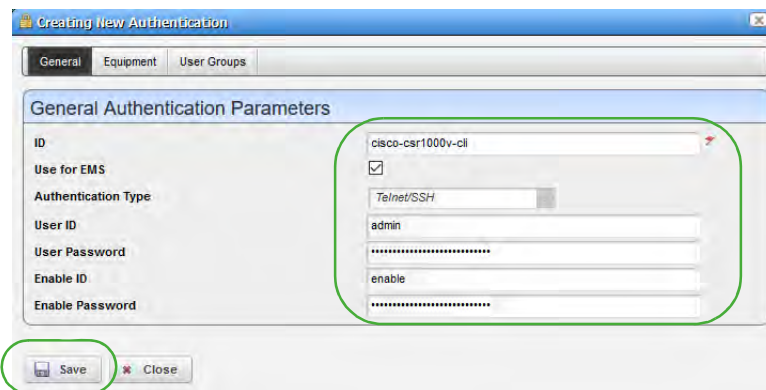 Creating New Authentication
General Equipment User Groups
General Authentication Parameters
ID cisco-csr1000v-cli
Use for EMS
Authentication Type Telnet/SSH
User ID admin
User Password ••••••••••••••••••••••••••••
Enable ID enable
Enable Password ••••••••••••••••••••••••••••
Save Close